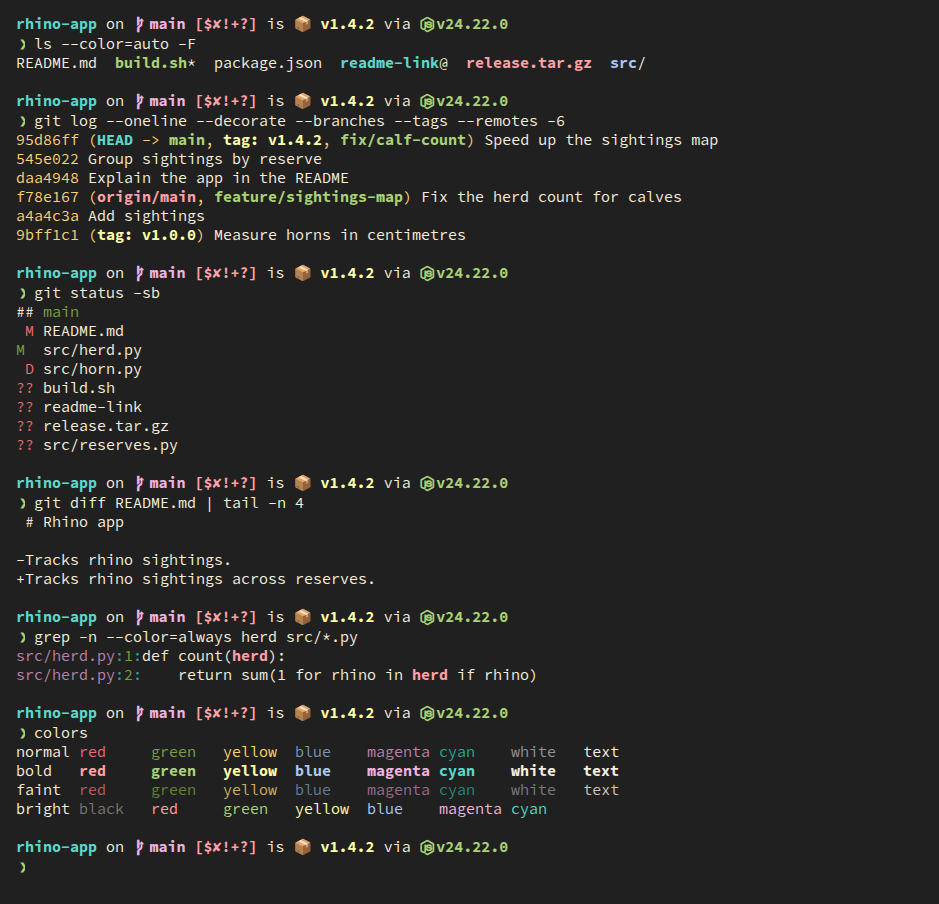 rhino-app on main [$✘!+?] is 📦 v1.4.2 via v24.22.0
❯ ls --color=auto -F
README.md  build.sh*  package.json  readme-link@  release.tar.gz  src/
rhino-app on main [$✘!+?] is 📦 v1.4.2 via v24.22.0
❯ git log --oneline --decorate --branches --tags --remotes -6
95d86ff (HEAD -> main, tag: v1.4.2, fix/calf-count) Speed up the sightings map
545e022 Group sightings by reserve
daa4948 Explain the app in the README
f78e167 (origin/main, feature/sightings-map) Fix the herd count for calves
a4a4c3a Add sightings
9bff1c1 (tag: v1.0.0) Measure horns in centimetres
rhino-app on main [$✘!+?] is 📦 v1.4.2 via v24.22.0
❯ git status -sb
## main
 M README.md
M  src/herd.py
 D src/horn.py
?? build.sh
?? readme-link
?? release.tar.gz
?? src/reserves.py
rhino-app on main [$✘!+?] is 📦 v1.4.2 via v24.22.0
❯ git diff README.md | tail -n 4
 # Rhino app
-Tracks rhino sightings.
+Tracks rhino sightings across reserves.
rhino-app on main [$✘!+?] is 📦 v1.4.2 via v24.22.0
❯ grep -n --color=always herd src/*.py
src/herd.py:1:def count(herd):
src/herd.py:2:    return sum(1 for rhino in herd if rhino)
rhino-app on main [$✘!+?] is 📦 v1.4.2 via v24.22.0
❯ colors
normal red     green   yellow  blue    magenta cyan    white   text
bold   red     green   yellow  blue    magenta cyan    white   text
faint  red     green   yellow  blue    magenta cyan    white   text
bright black   red     green   yellow  blue    magenta cyan
rhino-app on main [$✘!+?] is 📦 v1.4.2 via v24.22.0
❯